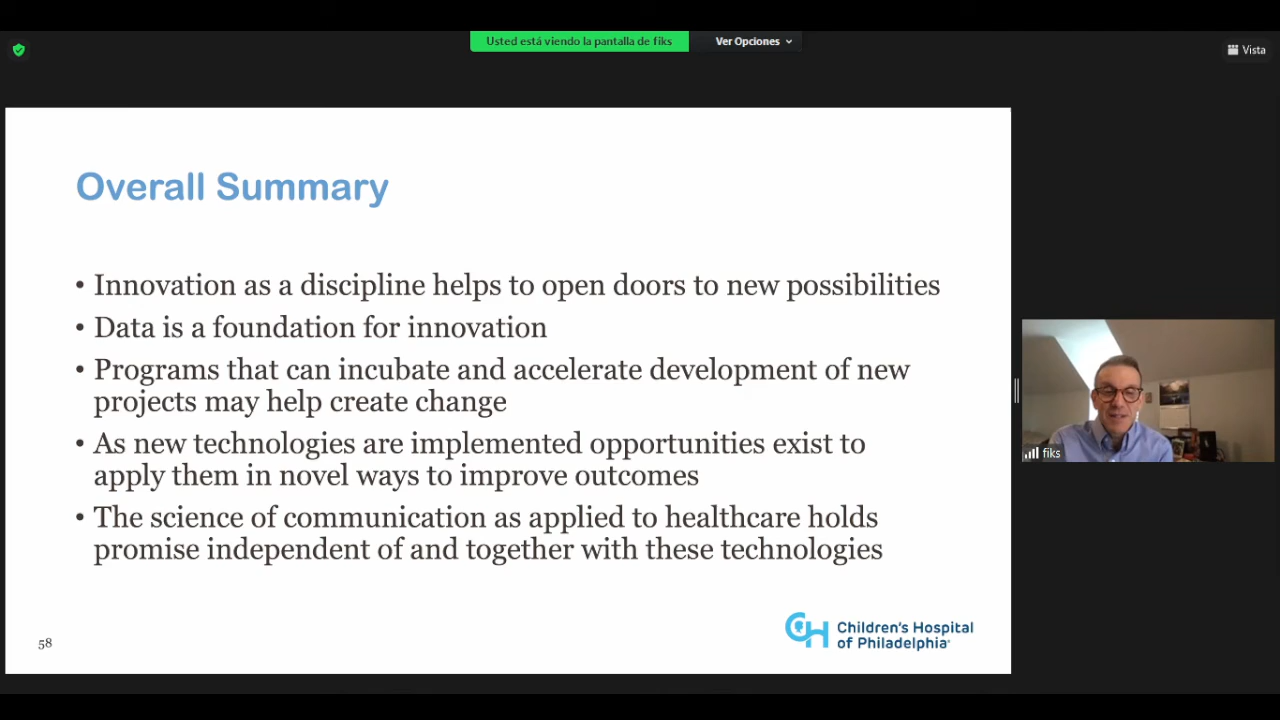 Usted está viendo la pantalla de fiks
Ver Opciones
Vista
Overall Summary
• Innovation as a discipline helps to open doors to new possibilities
• Data is a foundation for innovation
• Programs that can incubate and accelerate development of new
projects may help create change
• As new technologies are implemented opportunities exist to
apply them in novel ways to improve outcomes
• The science of communication as applied to healthcare holds
promise independent of and together with these technologies
fiks
58
CH
Children's Hospital
of Philadelphia®